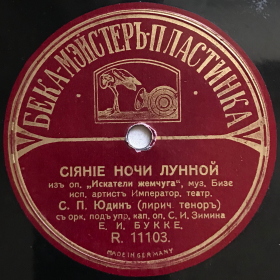 БЕКА-МЭЙСТЕРЪ-ПЛАСТИНКА
СІЯНІЕ НОЧИ ЛУННОЙ
изъ оп. „Искатели жемчуга", муз. Бизе
исп. артистъ Император. театр.
С. П. Юдинъ (лирич. теноръ)
съ орк. подъ упр. кап. оп. С. И. Зимина
Е. И. БУККЕ.
R. 11103.
MADE IN GERMANY